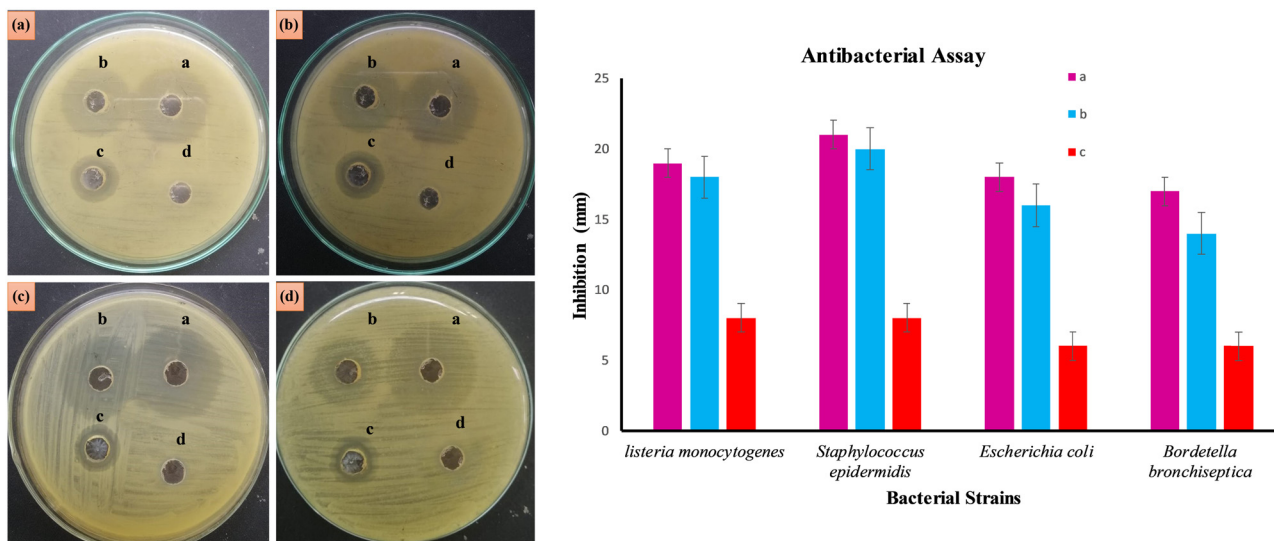 (a)
b a
c d
(b)
b a
c d
(c)
b a
c d
(d)
b a
c d
Antibacterial Assay
a
b
c
Inhibition (mm)
25
20
15
10
5
0
listeria monocytogenes
Staphylococcus
epidermidis
Escherichia coli
Bordetella
bronchiseptica
Bacterial Strains